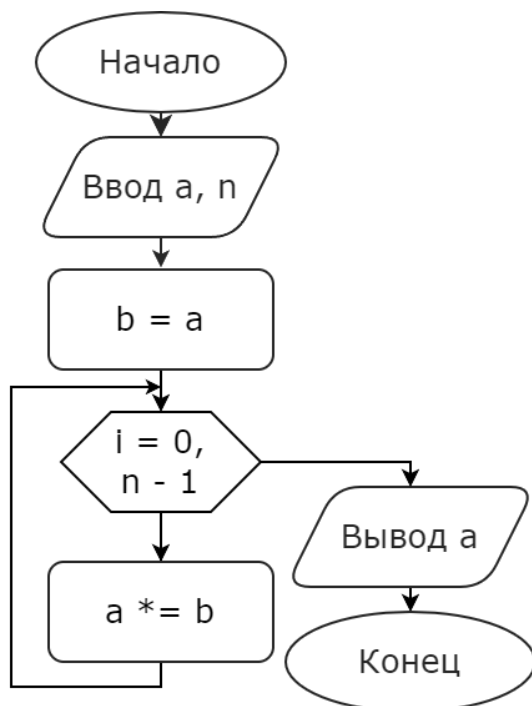 Начало
Ввод a, n
b = a
i = 0,
n - 1
a *= b
Вывод a
Конец